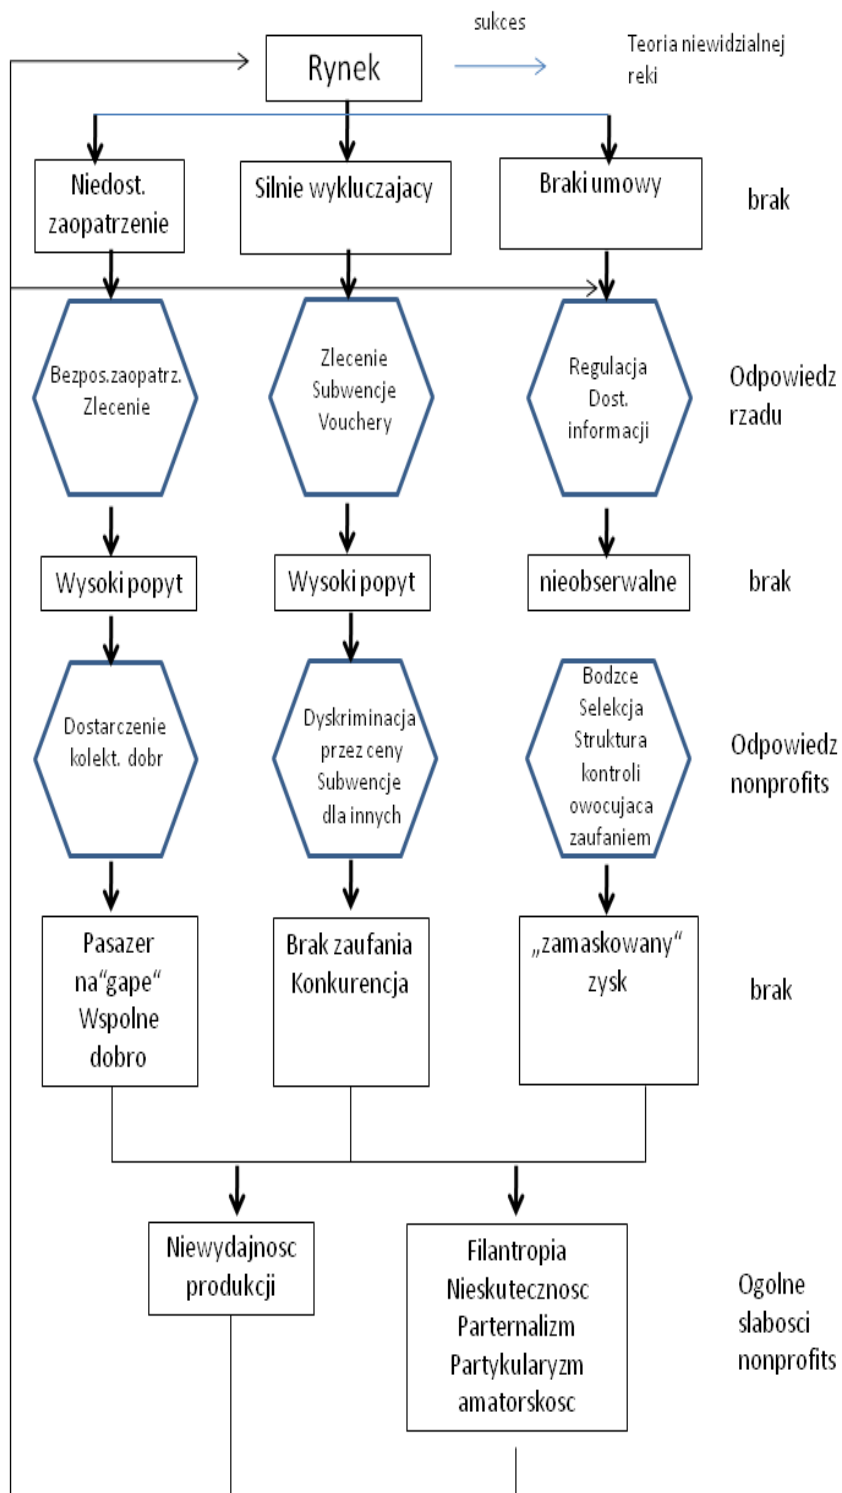 sukces
Rynek
Teoria niewidzialnej
reki
Niedost.
zaopatrzenie
Silnie wykluczajacy
Braki umowy
brak
Bezpos.zaopatrz.
Zlecenie
Zlecenie
Subwencje
Vouchery
Regulacja
Dost.
informacji
Odpowiedz
rzadu
Wysoki popyt
Wysoki popyt
nieobserwalne
brak
Dostarczenie
kolekt. dobr
Dyskriminacja
przez ceny
Subwencje
dla innych
Bodzce
Selekcja
Struktura
kontroli
owocujaca
zaufaniem
Odpowiedz
nonprofits
Pasazer
na“gape“
Wspolne
dobro
Brak zaufania
Konkurencja
„zamaskowany“
zysk
brak
Niewydajnosc
produkcji
Filantropia
Nieskutecznosc
Parternalizm
Partykularyzm
amatorskosc
Ogolne
slabosci
nonprofits